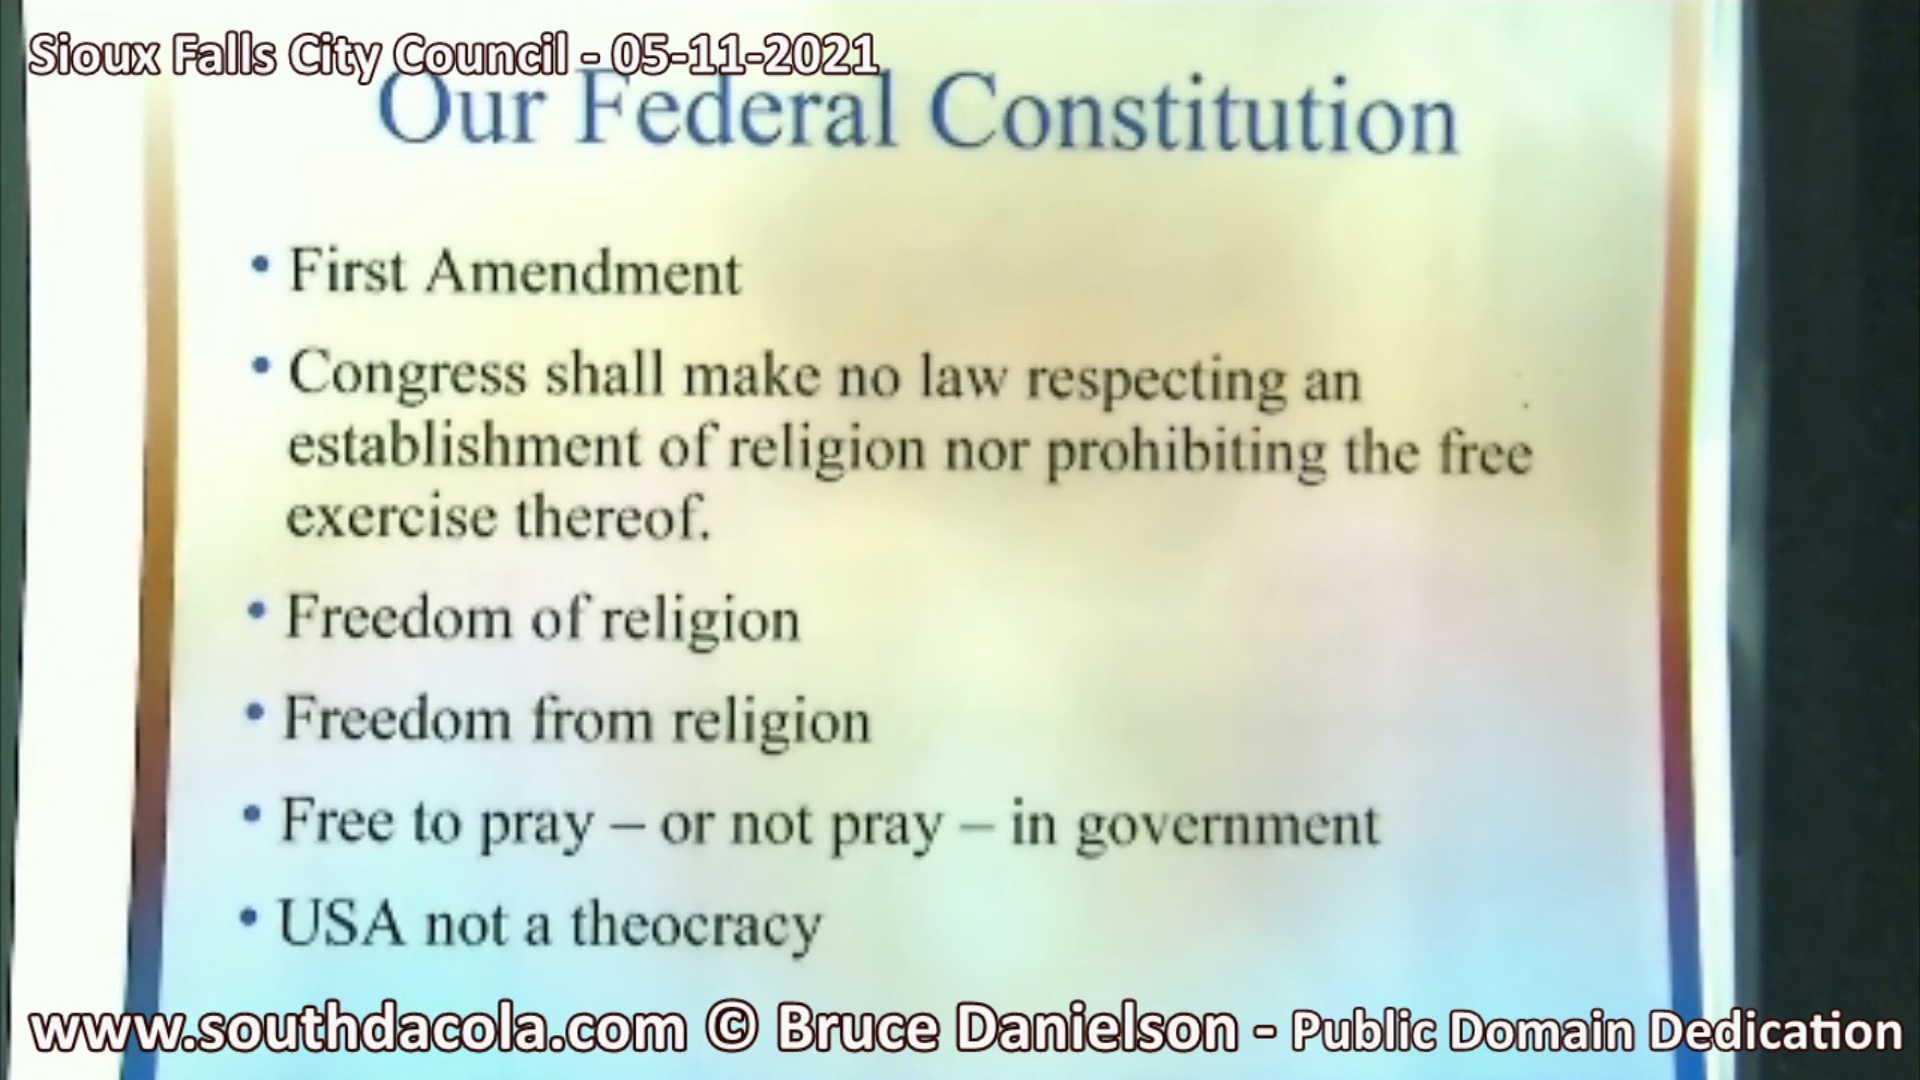 Sioux Falls City Council - 05-11-2021
Our Federal Constitution
• First Amendment
• Congress shall make no law respecting an
establishment of religion nor prohibiting the free
exercise thereof.
• Freedom of religion
• Freedom from religion
• Free to pray – or not pray – in government
• USA not a theocracy
www.southdacola.com © Bruce Danielson - Public Domain Dedication